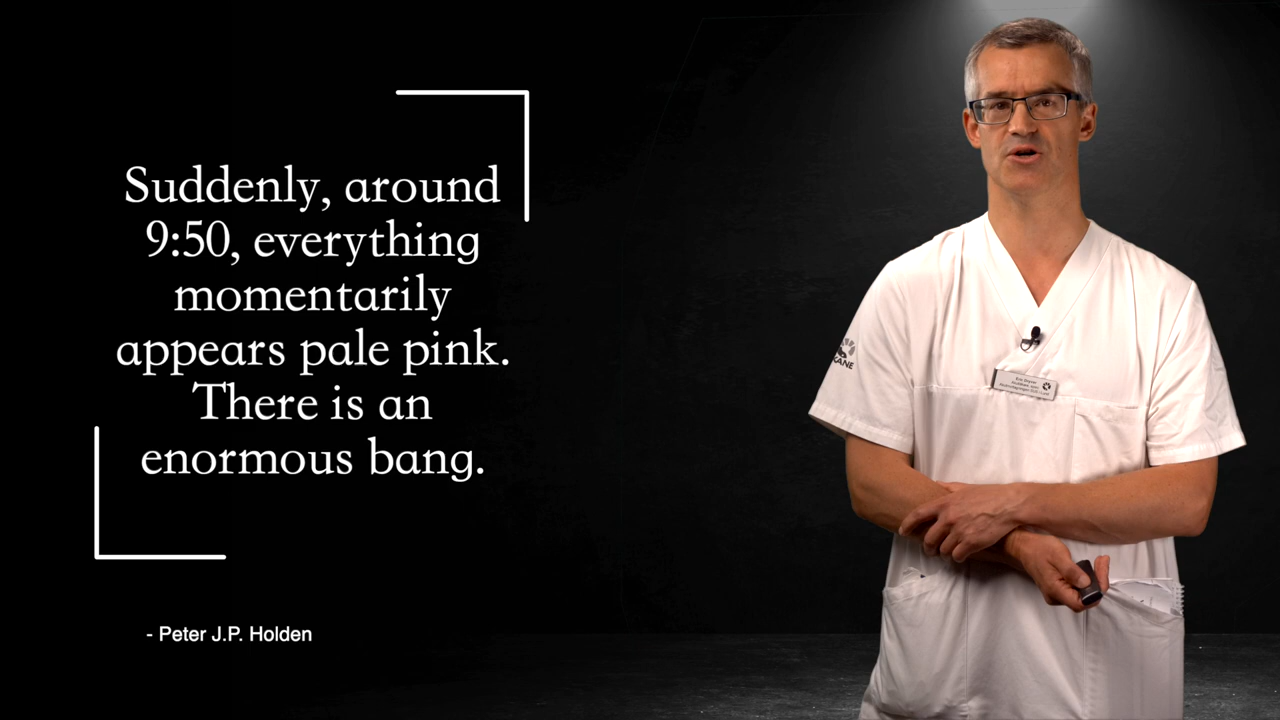 Suddenly, around
9:50, everything
momentarily
appears pale pink.
There is an
enormous bang.
- Peter J.P. Holden